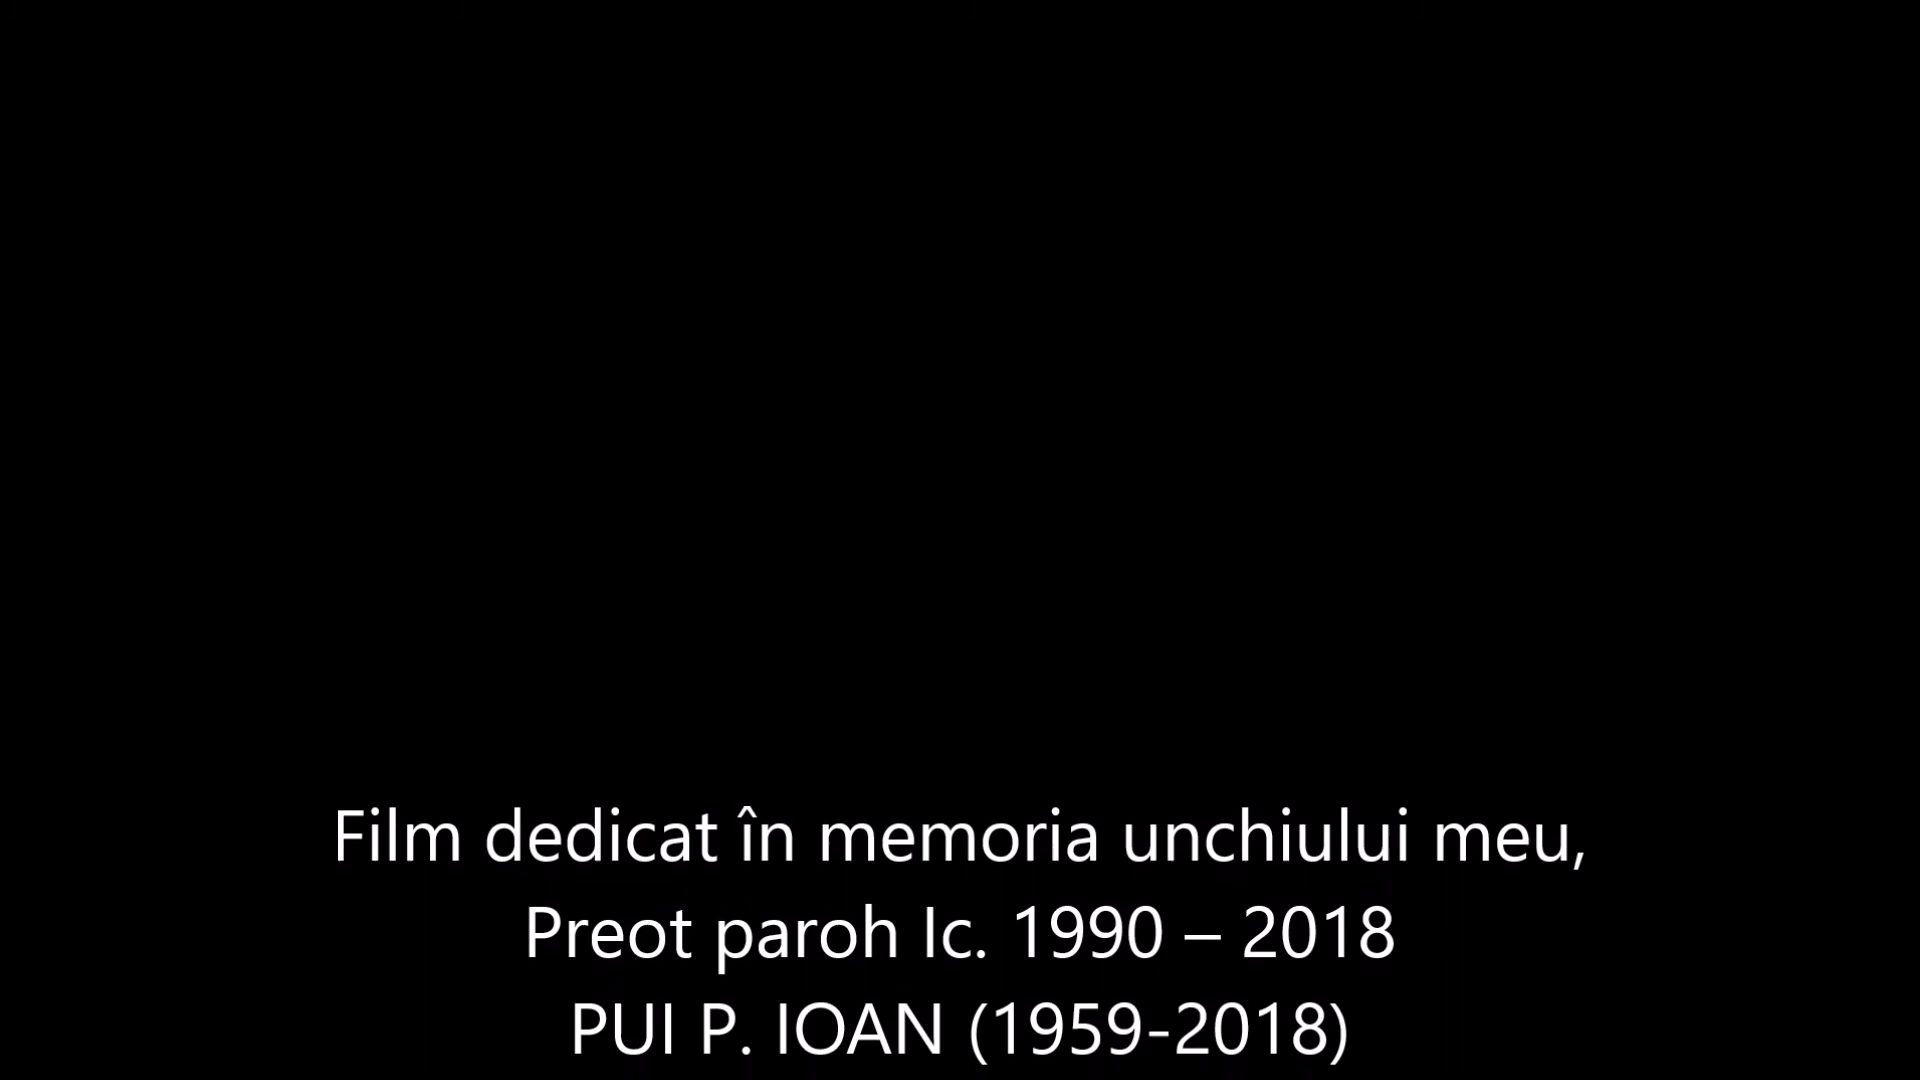 Film dedicat în memoria unchiului meu,
Preot paroh Ic. 1990 – 2018
PUI P. IOAN (1959-2018)